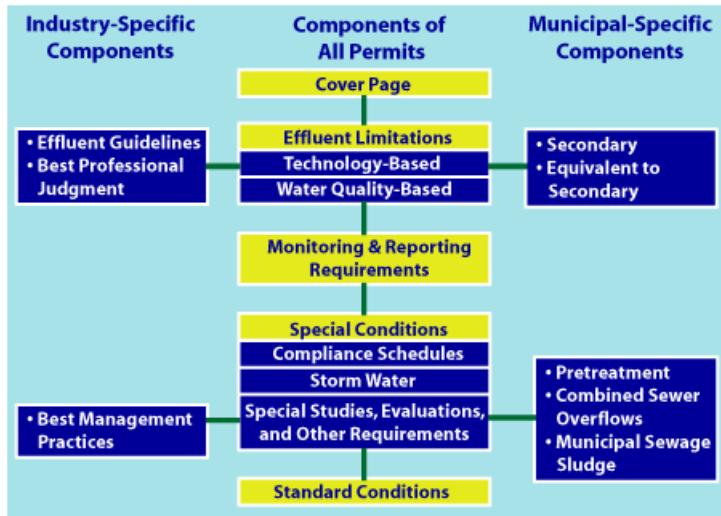 Industry-Specific
Components
Components of
All Permits
Municipal-Specific
Components
Cover Page
Effluent Limitations
Technology-Based
Water Quality-Based
• Effluent Guidelines
• Best Professional
Judgment
• Secondary
• Equivalent to
Secondary
Monitoring & Reporting
Requirements
Special Conditions
Compliance Schedules
Storm Water
Special Studies, Evaluations,
and Other Requirements
• Best Management
Practices
• Pretreatment
• Combined Sewer
Overflows
• Municipal Sewage
Sludge
Standard Conditions